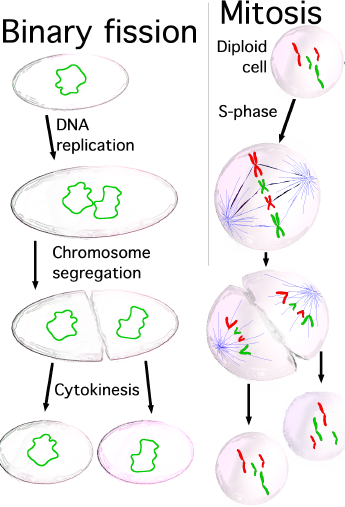 Binary fission
DNA
replication
Chromosome
segregation
Cytokinesis
Mitosis
Diploid
cell
S-phase